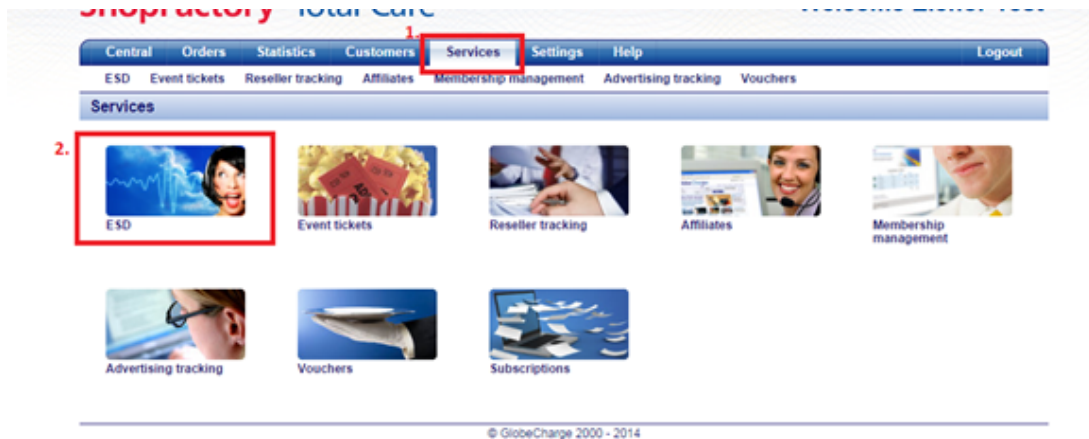 ShopFactory Total Care
1.
Central Orders Statistics Customers Services Settings Help Logout
ESD Event tickets Reseller tracking Affiliates Membership management Advertising tracking Vouchers
Services
2.
ESD Event tickets Reseller tracking Affiliates Membership management
Advertising tracking Vouchers Subscriptions
© GlobeCharge 2000 - 2014